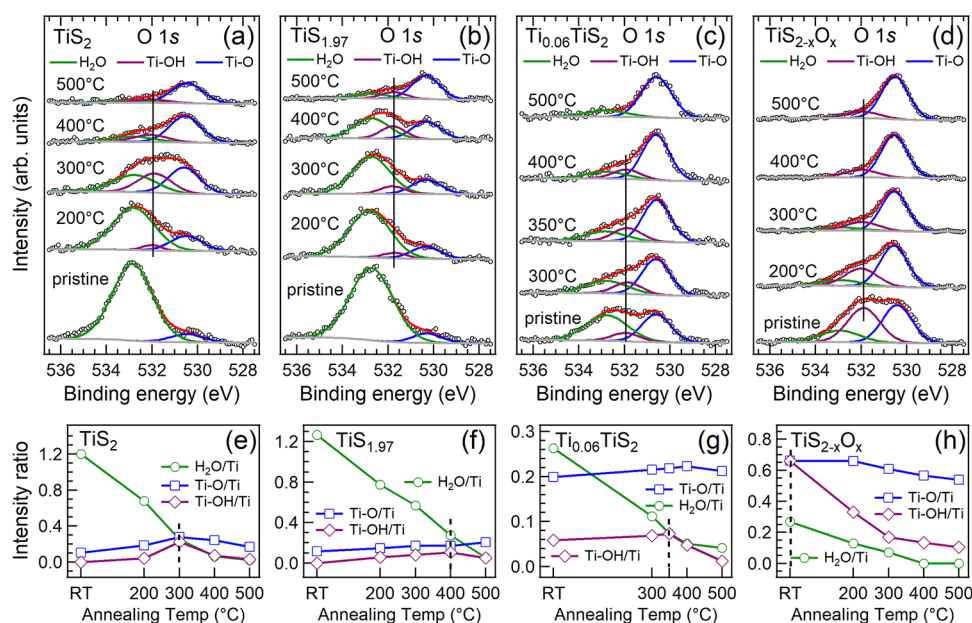 TiS2 O 1s (a)
H2O Ti-OH Ti-O
500°C
400°C
300°C
200°C
pristine
536 534 532 530 528
Binding energy (eV)
Intensity (arb. units)
TiS1.97 O 1s (b)
H2O Ti-OH Ti-O
500°C
400°C
300°C
200°C
pristine
536 534 532 530 528
Binding energy (eV)
Ti0.06TiS2 O 1s (c)
H2O Ti-OH Ti-O
500°C
400°C
350°C
300°C
pristine
536 534 532 530 528
Binding energy (eV)
TiS2-xOx O 1s (d)
H2O Ti-OH Ti-O
500°C
400°C
300°C
200°C
pristine
536 534 532 530 528
Binding energy (eV)
TiS2 (e)
H2O/Ti
Ti-O/Ti
Ti-OH/Ti
1.2
0.8
0.4
0.0
RT 200 300 400 500
Annealing Temp (°C)
Intensity ratio
TiS1.97 (f)
H2O/Ti
Ti-O/Ti
Ti-OH/Ti
1.2
0.8
0.4
0.0
RT 200 300 400 500
Annealing Temp (°C)
Ti0.06TiS2 (g)
Ti-O/Ti
H2O/Ti
Ti-OH/Ti
0.3
0.2
0.1
0.0
RT 300 400 500
Annealing Temp (°C)
TiS2-xOx (h)
Ti-O/Ti
Ti-OH/Ti
H2O/Ti
0.6
0.4
0.2
0.0
RT 200 300 400 500
Annealing Temp (°C)